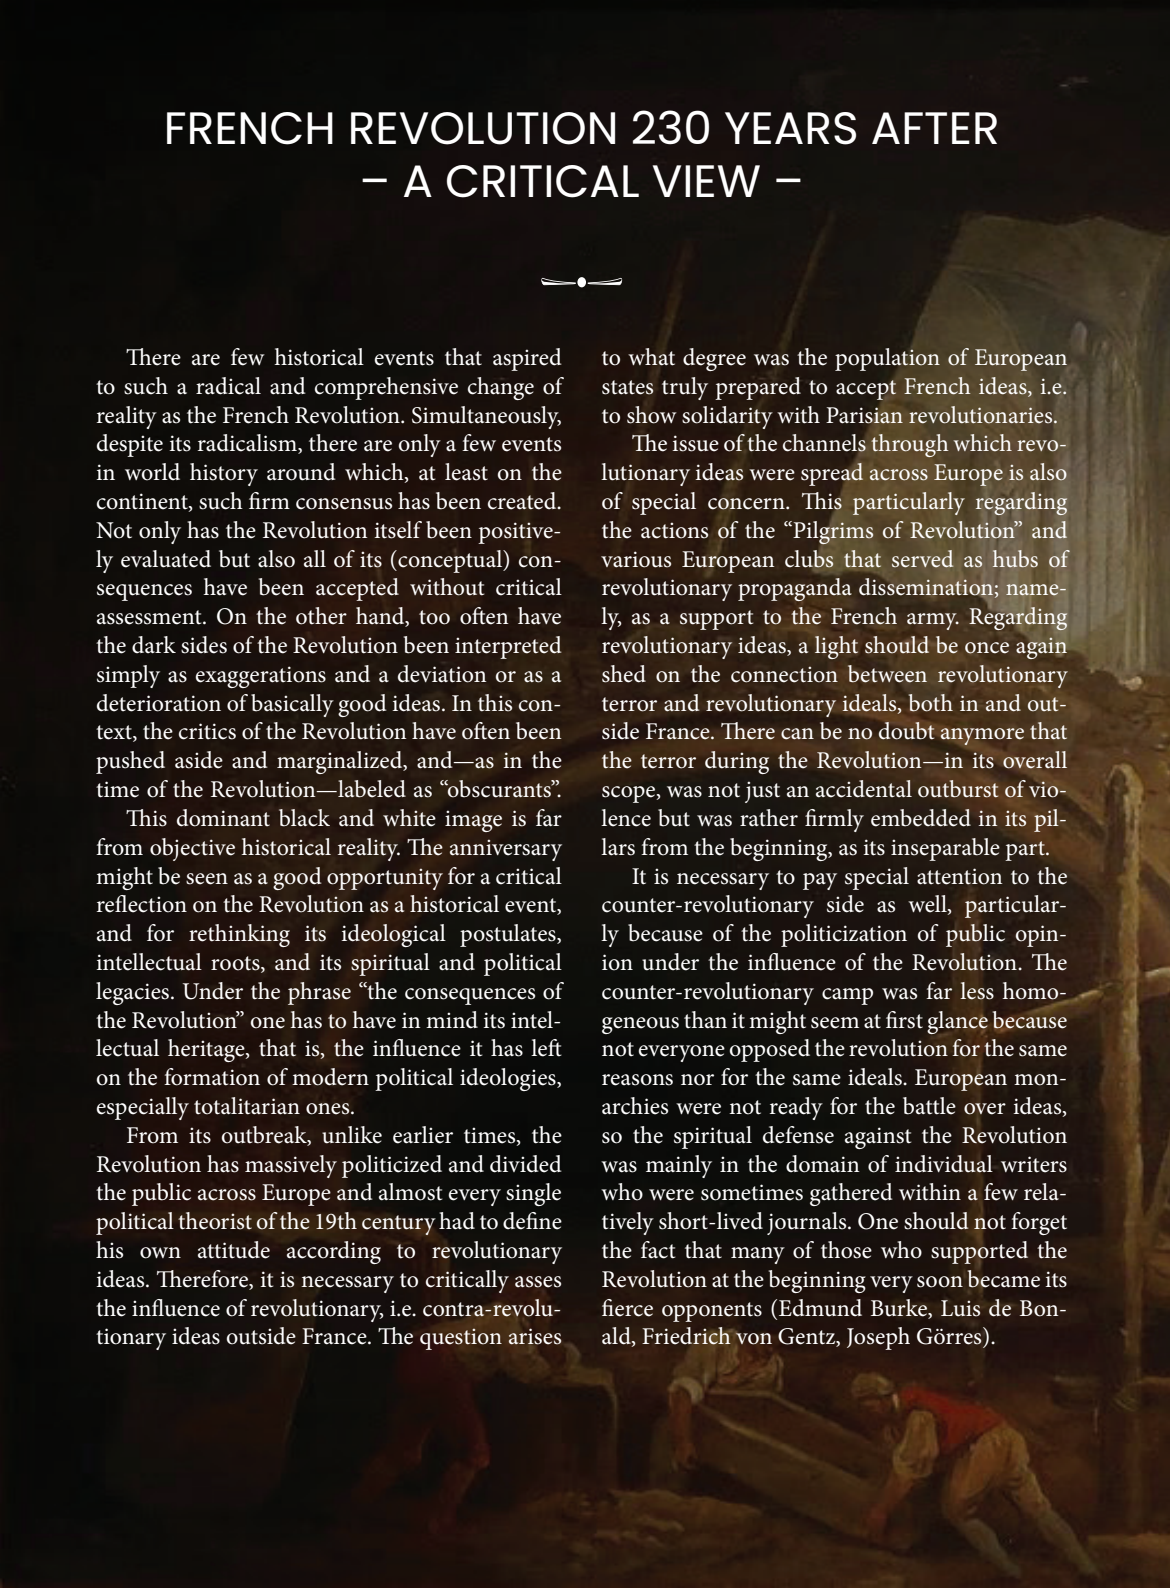 FRENCH REVOLUTION 230 YEARS AFTER
– A CRITICAL VIEW –
There are few historical events that aspired
to such a radical and comprehensive change of
reality as the French Revolution. Simultaneously,
despite its radicalism, there are only a few events
in world history around which, at least on the
continent, such firm consensus has been created.
Not only has the Revolution itself been positive-
ly evaluated but also all of its (conceptual) con-
sequences have been accepted without critical
assessment. On the other hand, too often have
the dark sides of the Revolution been interpreted
simply as exaggerations and a deviation or as a
deterioration of basically good ideas. In this con-
text, the critics of the Revolution have often been
pushed aside and marginalized, and—as in the
time of the Revolution—labeled as “obscurants”.
This dominant black and white image is far
from objective historical reality. The anniversary
might be seen as a good opportunity for a critical
reflection on the Revolution as a historical event,
and for rethinking its ideological postulates,
intellectual roots, and its spiritual and political
legacies. Under the phrase “the consequences of
the Revolution” one has to have in mind its intel-
lectual heritage, that is, the influence it has left
on the formation of modern political ideologies,
especially totalitarian ones.
From its outbreak, unlike earlier times, the
Revolution has massively politicized and divided
the public across Europe and almost every single
political theorist of the 19th century had to define
his own attitude according to revolutionary
ideas. Therefore, it is necessary to critically asses
the influence of revolutionary, i.e. contra-revolu-
tionary ideas outside France. The question arises
to what degree was the population of European
states truly prepared to accept French ideas, i.e.
to show solidarity with Parisian revolutionaries.
The issue of the channels through which revo-
lutionary ideas were spread across Europe is also
of special concern. This particularly regarding
the actions of the “Pilgrims of Revolution” and
various European clubs that served as hubs of
revolutionary propaganda dissemination; name-
ly, as a support to the French army. Regarding
revolutionary ideas, a light should be once again
shed on the connection between revolutionary
terror and revolutionary ideals, both in and out-
side France. There can be no doubt anymore that
the terror during the Revolution—in its overall
scope, was not just an accidental outburst of vio-
lence but was rather firmly embedded in its pil-
lars from the beginning, as its inseparable part.
It is necessary to pay special attention to the
counter-revolutionary side as well, particular-
ly because of the politicization of public opin-
ion under the influence of the Revolution. The
counter-revolutionary camp was far less homo-
geneous than it might seem at first glance because
not everyone opposed the revolution for the same
reasons nor for the same ideals. European mon-
archies were not ready for the battle over ideas,
so the spiritual defense against the Revolution
was mainly in the domain of individual writers
who were sometimes gathered within a few rela-
tively short-lived journals. One should not forget
the fact that many of those who supported the
Revolution at the beginning very soon became its
fierce opponents (Edmund Burke, Luis de Bon-
ald, Friedrich von Gentz, Joseph Görres).